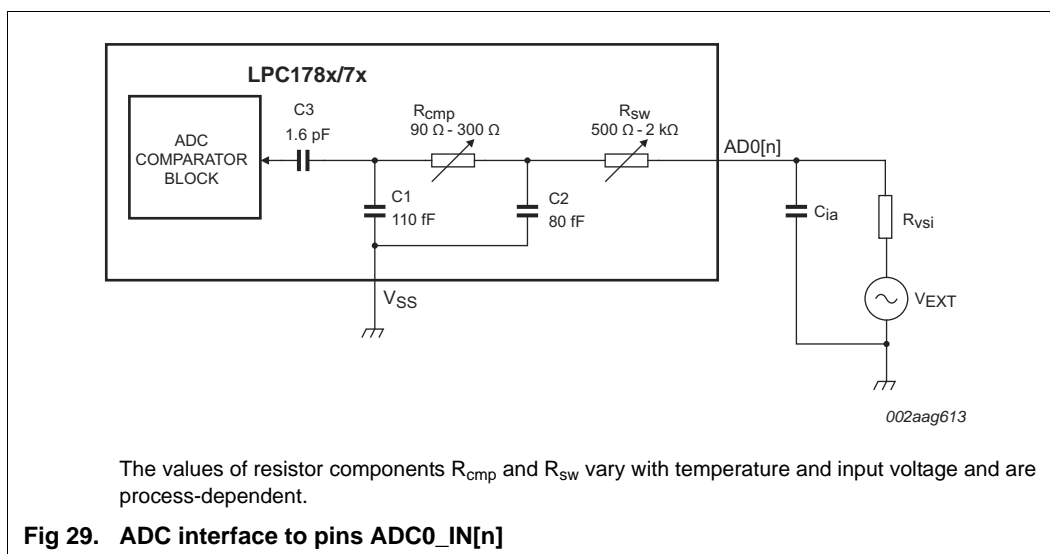 LPC178x/7x
ADC
COMPARATOR
BLOCK
C3
1.6 pF
Rcmp
90 Ω - 300 Ω
Rsw
500 Ω - 2 kΩ
AD0[n]
C1
110 fF
C2
80 fF
Cia
Rvsi
VSS
VEXT
002aag613
The values of resistor components Rcmp and Rsw vary with temperature and input voltage and are
process-dependent.
Fig 29. ADC interface to pins ADC0_IN[n]